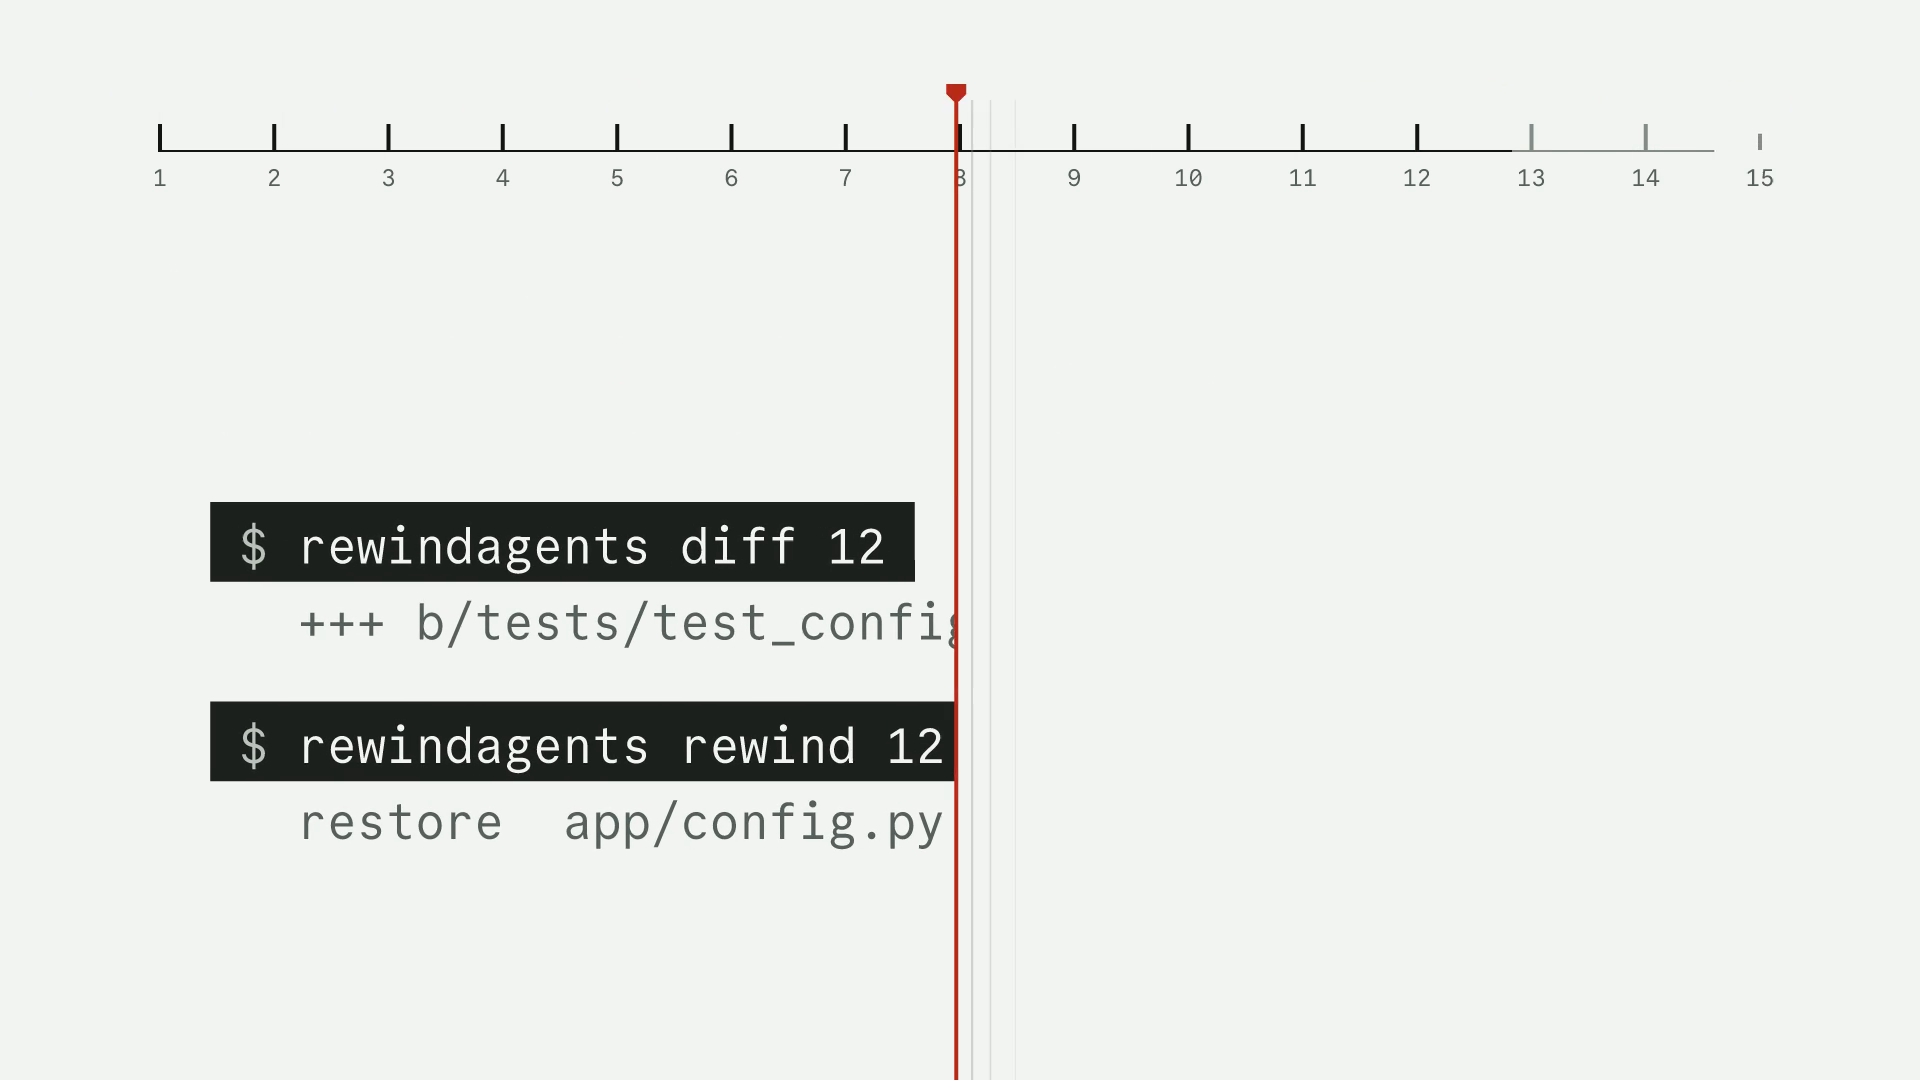 1 2 3 4 5 6 7 8 9 10 11 12 13 14 15
$ rewindagents diff 12
+++ b/tests/test_config
$ rewindagents rewind 12
restore app/config.py